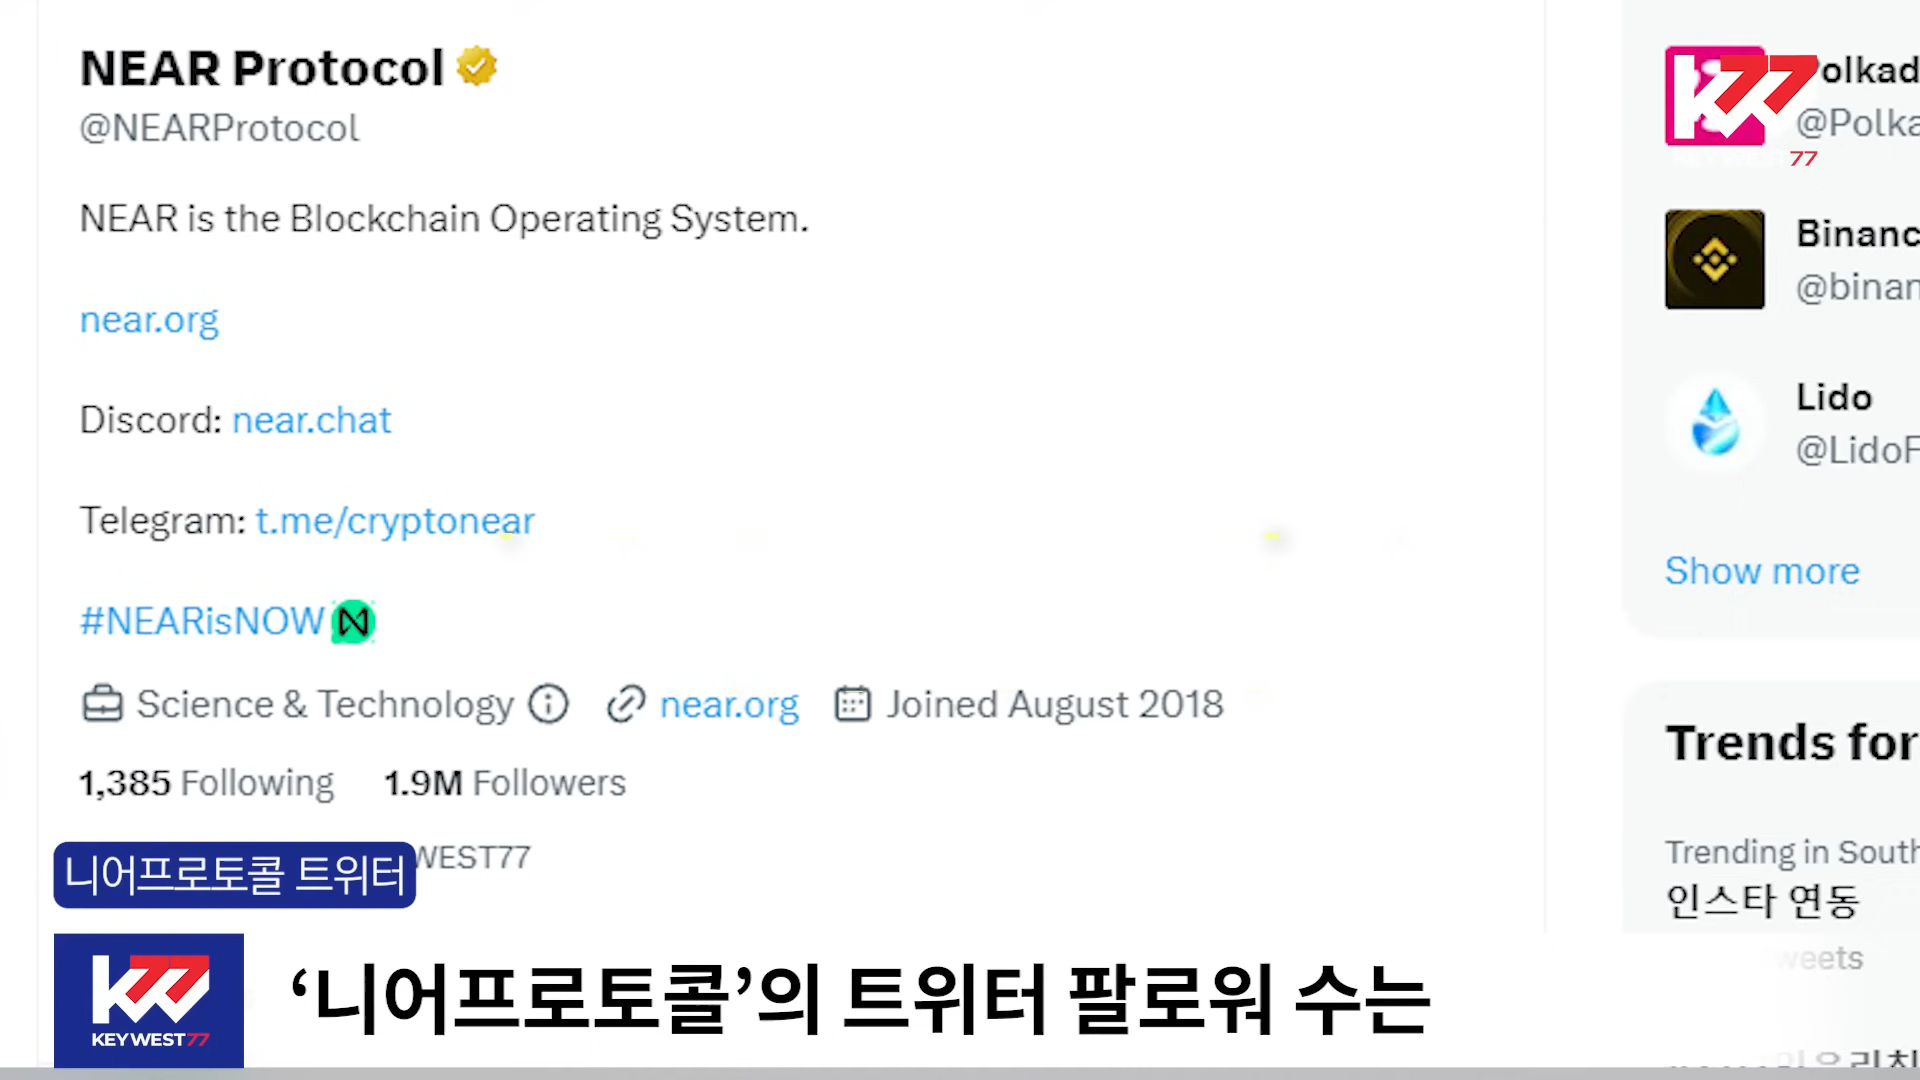 NEAR Protocol
@NEARProtocol
NEAR is the Blockchain Operating System.
near.org
Discord: near.chat
Telegram: t.me/cryptonear
#NEARisNOW
Science & Technology near.org Joined August 2018
1,385 Following 1.9M Followers
WEST77
니어프로토콜 트위터
KEYWEST77
‘니어프로토콜’의 트위터 팔로워 수는
K77
olkad
@Polka
77
Binanc
@binan
Lido
@LidoF
Show more
Trends for
Trending in South
인스타 연동
weets